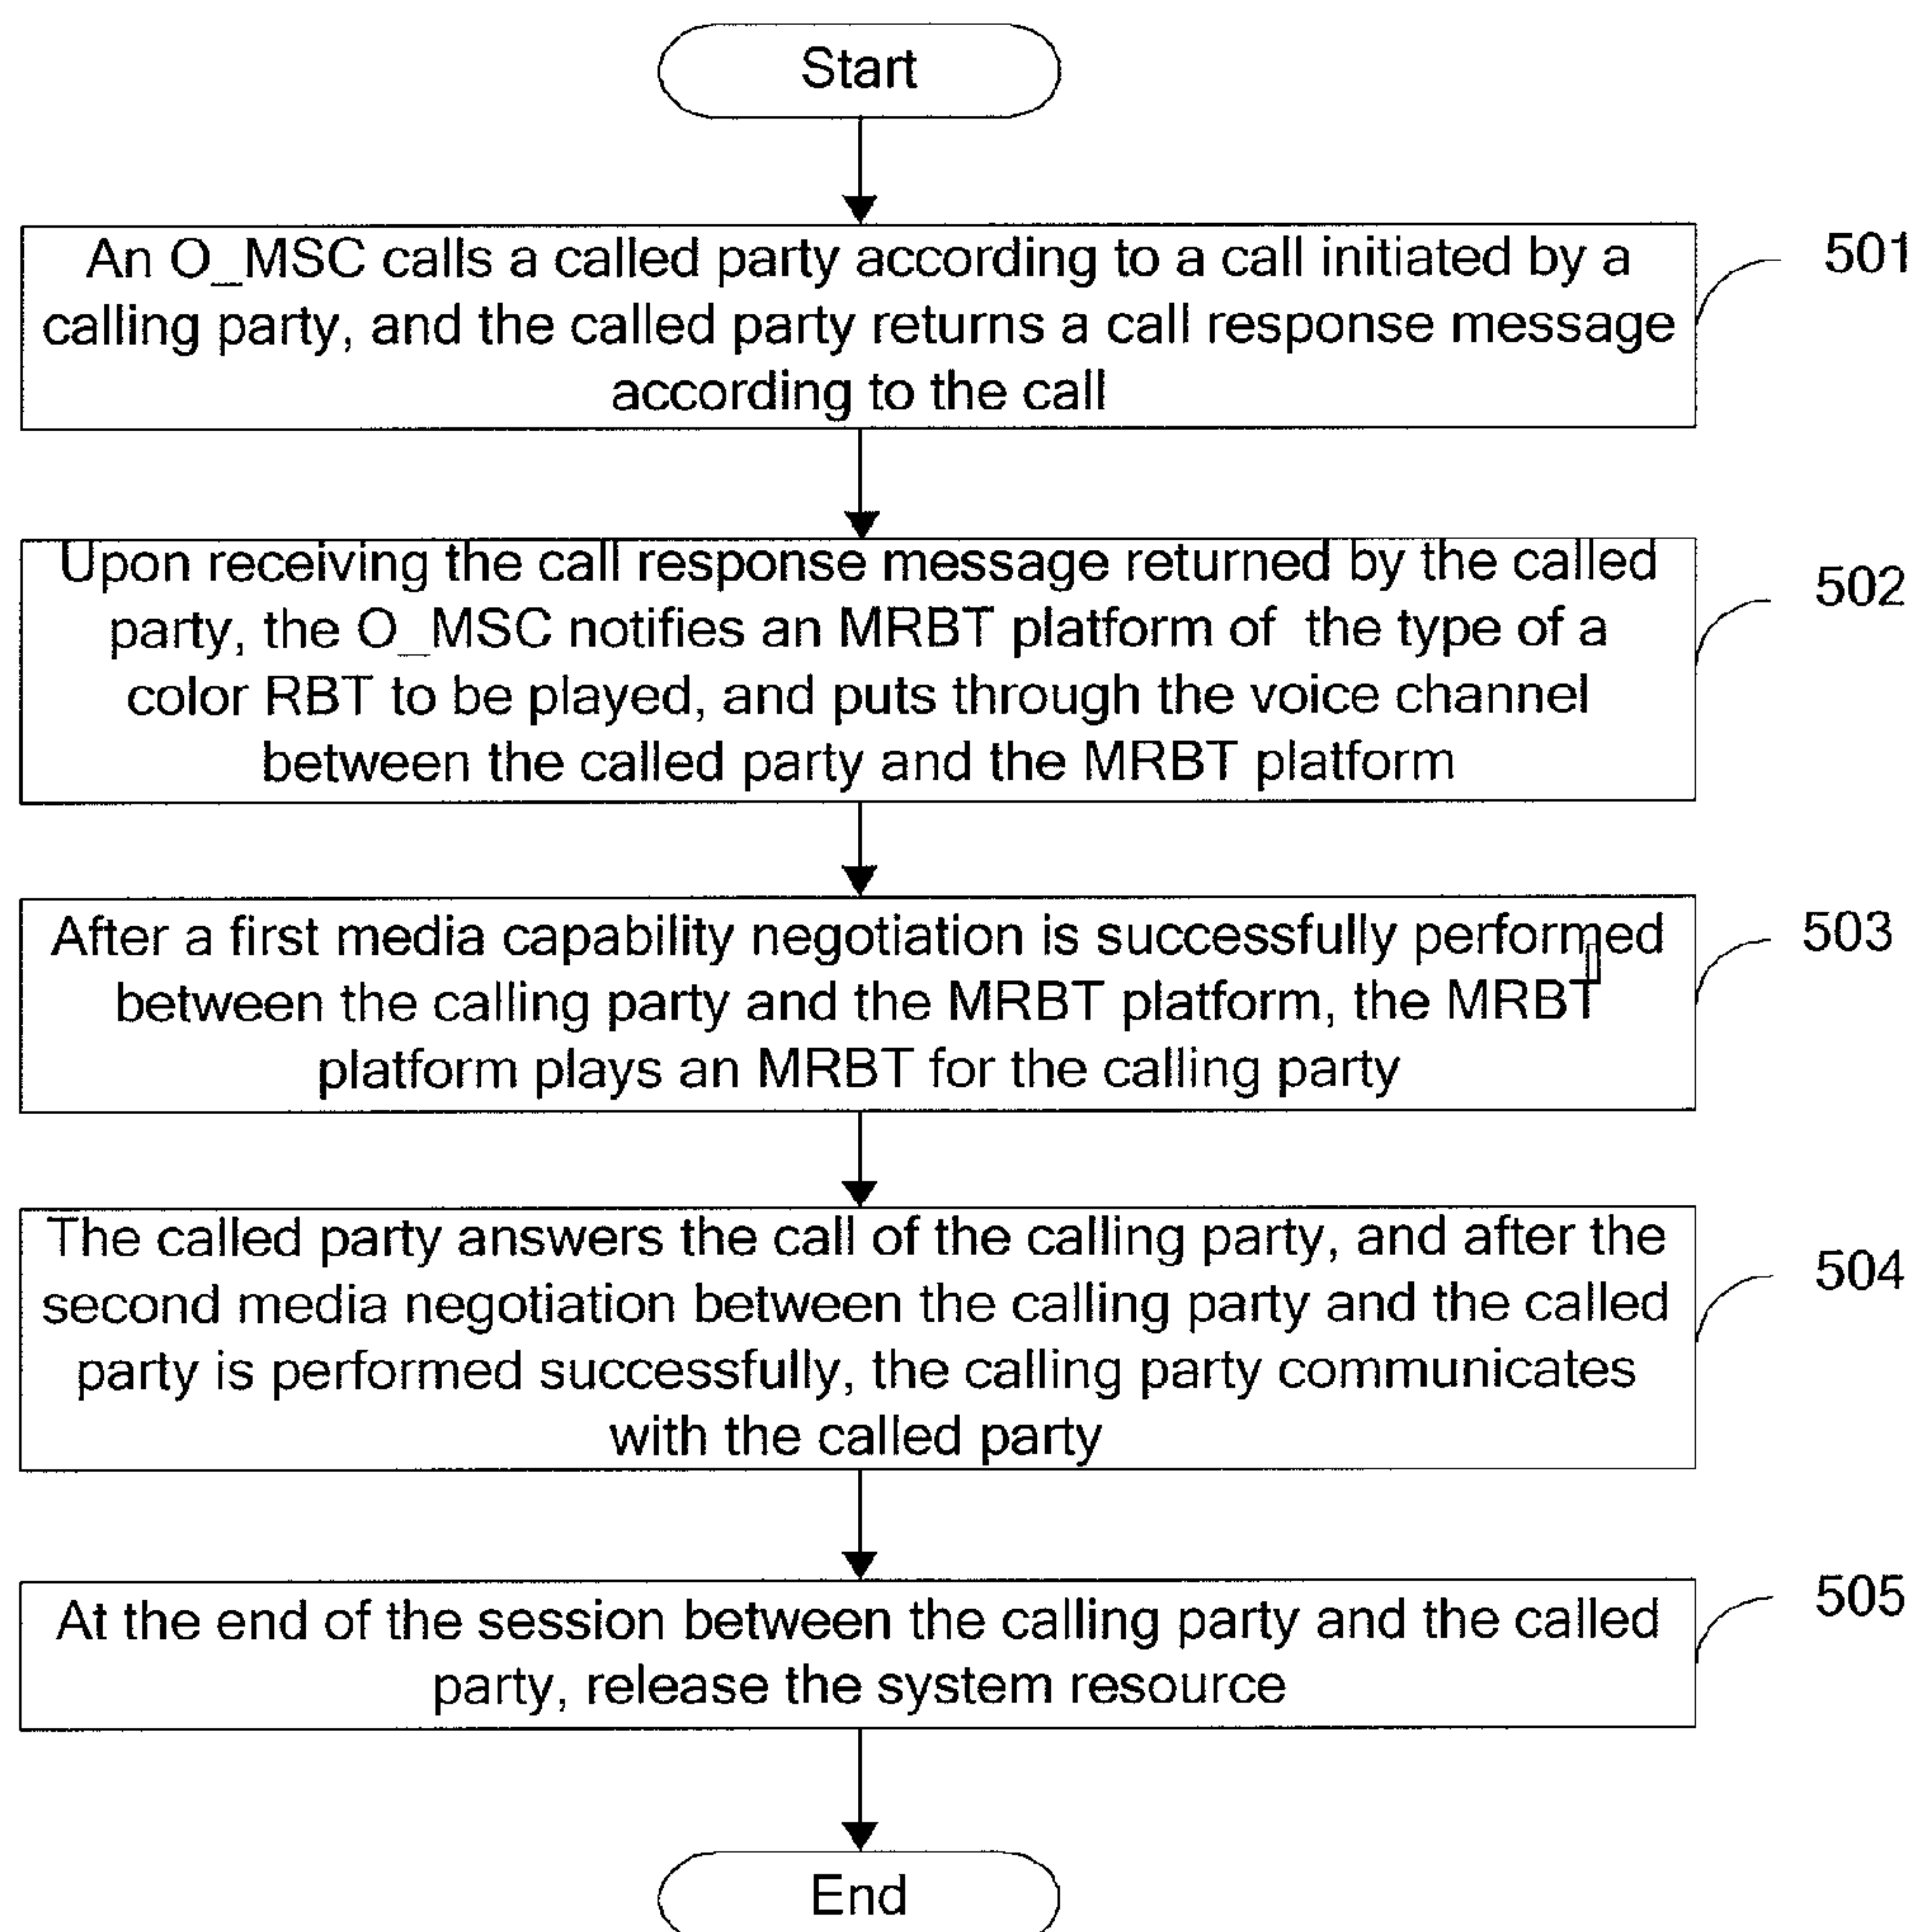 Start
An O_MSC calls a called party according to a call initiated by a
calling party, and the called party returns a call response message
according to the call
501
Upon receiving the call response message returned by the called
party, the O_MSC notifies an MRBT platform of the type of a
color RBT to be played, and puts through the voice channel
between the called party and the MRBT platform
502
After a first media capability negotiation is successfully performed
between the calling party and the MRBT platform, the MRBT
platform plays an MRBT for the calling party
503
The called party answers the call of the calling party, and after the
second media negotiation between the calling party and the called
party is performed successfully, the calling party communicates
with the called party
504
At the end of the session between the calling party and the called
party, release the system resource
505
End